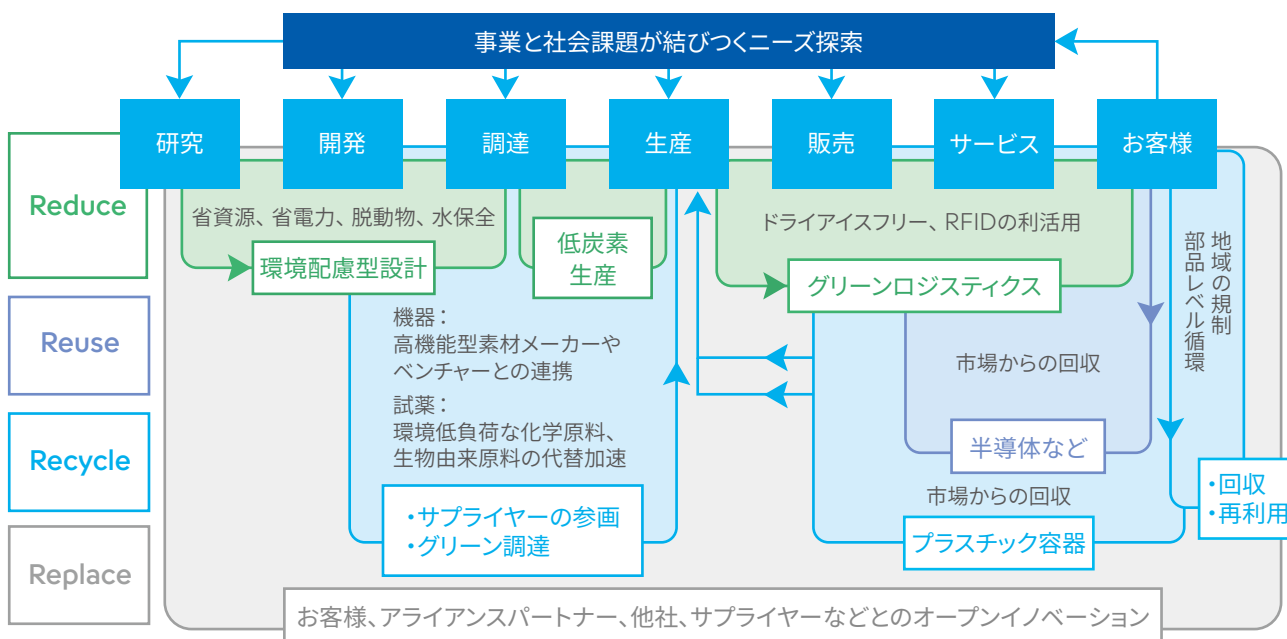 事業と社会課題が結びつくニーズ探索
研究
開発
調達
生産
販売
サービス
お客様
Reduce
省資源、省電力、脱動物、水保全
環境配慮型設計
低炭素
生産
ドライアイスフリー、RFIDの利活用
グリーンロジスティクス
地域の規制
部品レベル循環
Reuse
機器：
高機能型素材メーカーや
ベンチャーとの連携
市場からの回収
半導体など
Recycle
試薬：
環境低負荷な化学原料、
生物由来原料の代替加速
・サプライヤーの参画
・グリーン調達
市場からの回収
プラスチック容器
・回収
・再利用
Replace
お客様、アライアンスパートナー、他社、サプライヤーなどとのオープンイノベーション